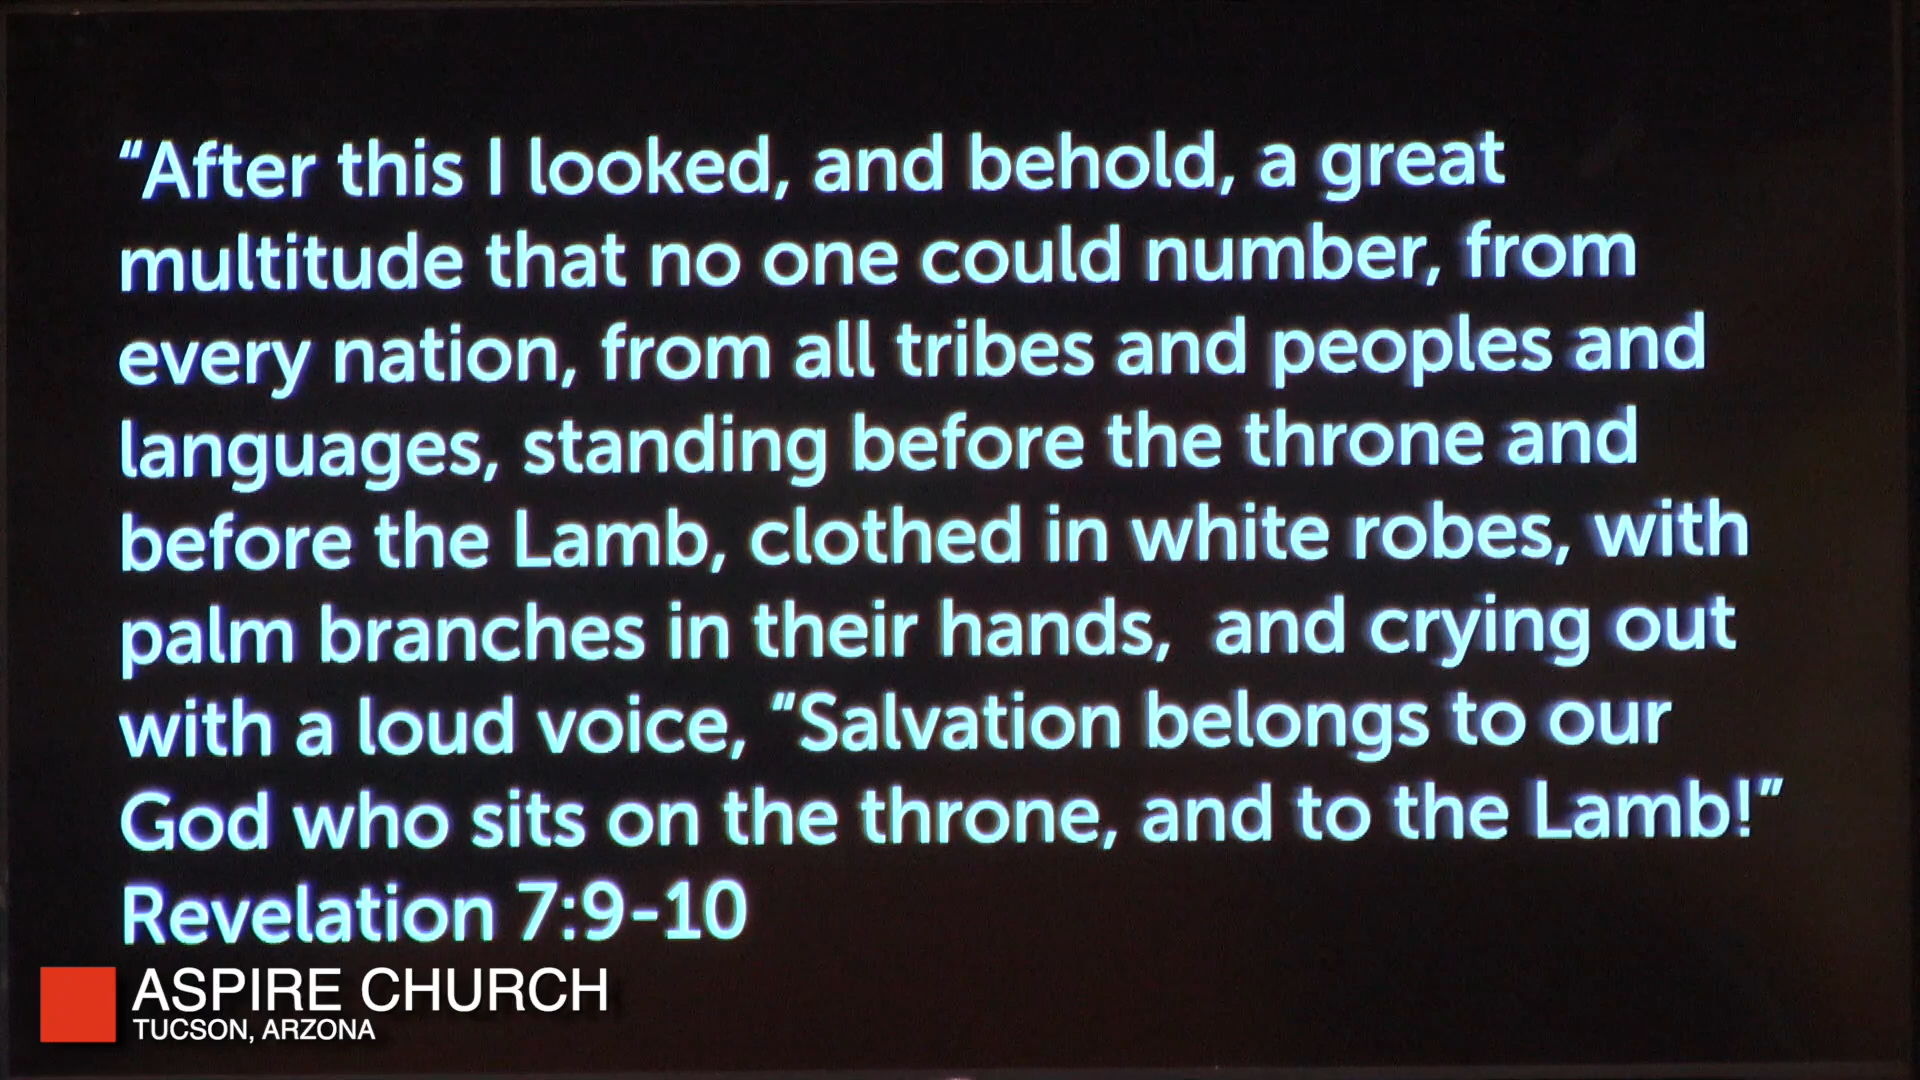 “After this I looked, and behold, a great
multitude that no one could number, from
every nation, from all tribes and peoples and
languages, standing before the throne and
before the Lamb, clothed in white robes, with
palm branches in their hands,  and crying out
with a loud voice, “Salvation belongs to our
God who sits on the throne, and to the Lamb!”
Revelation 7:9-10
ASPIRE CHURCH
TUCSON, ARZONA